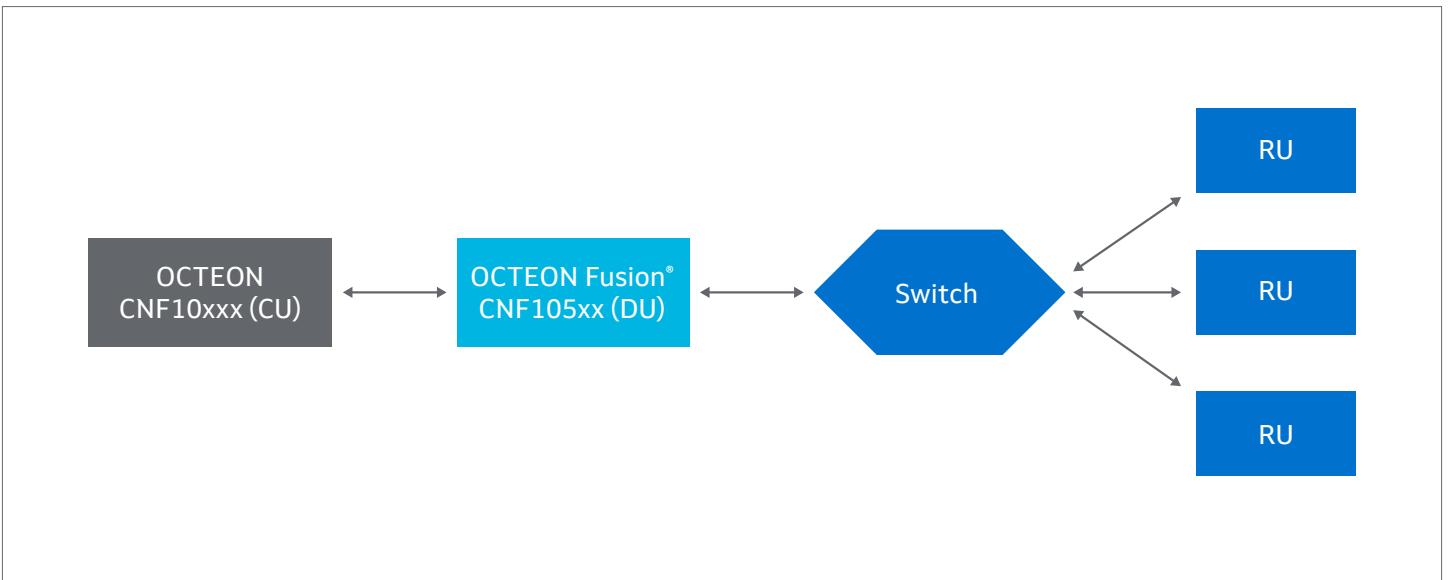 OCTEON
CNF10xxx (CU)
OCTEON Fusion®
CNF105xx (DU)
Switch
RU
RU
RU